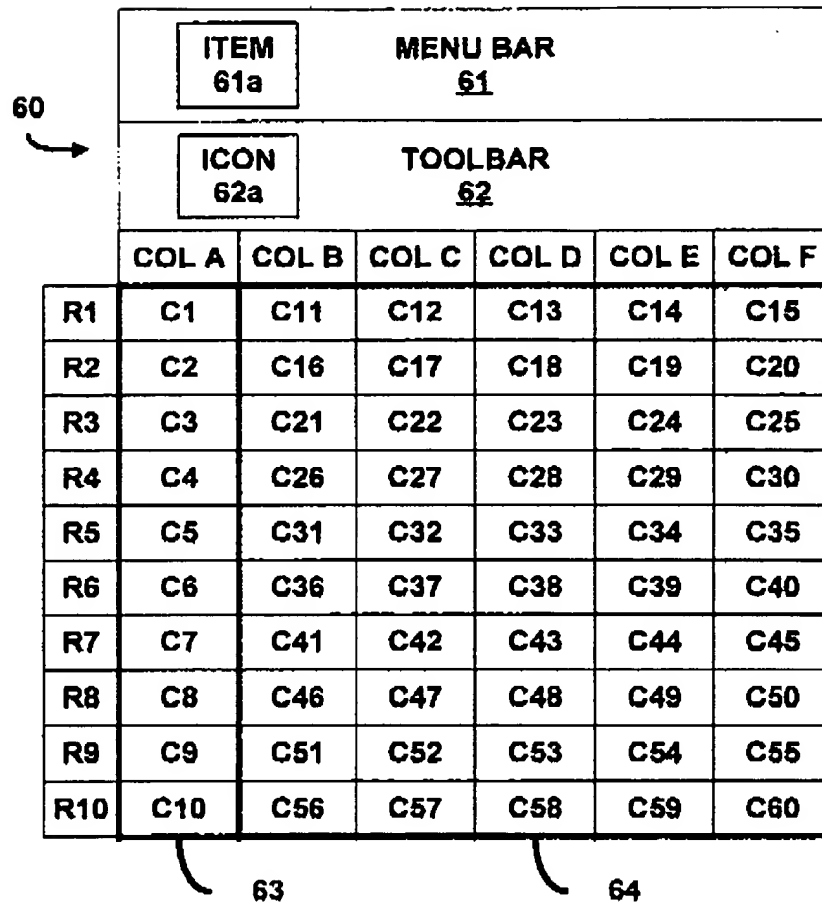 ITEM
61a
MENU BAR
61
60
ICON
62a
TOOLBAR
62
COL A COL B COL C COL D COL E COL F
R1 C1 C11 C12 C13 C14 C15
R2 C2 C16 C17 C18 C19 C20
R3 C3 C21 C22 C23 C24 C25
R4 C4 C26 C27 C28 C29 C30
R5 C5 C31 C32 C33 C34 C35
R6 C6 C36 C37 C38 C39 C40
R7 C7 C41 C42 C43 C44 C45
R8 C8 C46 C47 C48 C49 C50
R9 C9 C51 C52 C53 C54 C55
R10 C10 C56 C57 C58 C59 C60
63 64